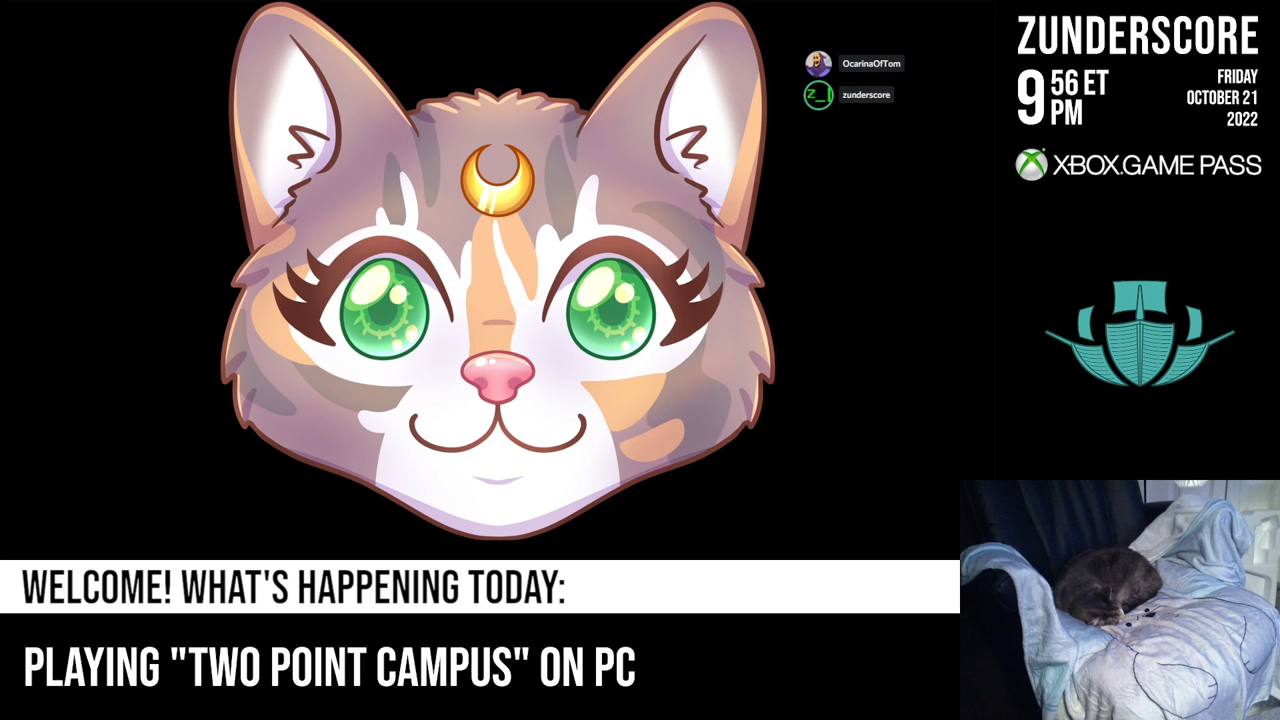 OcarinaOfTom
Z_
zunderscore
ZUNDERSCORE
9 56 ET
PM
FRIDAY
OCTOBER 21
2022
XBOX GAME PASS
WELCOME! WHAT'S HAPPENING TODAY:
PLAYING "TWO POINT CAMPUS" ON PC